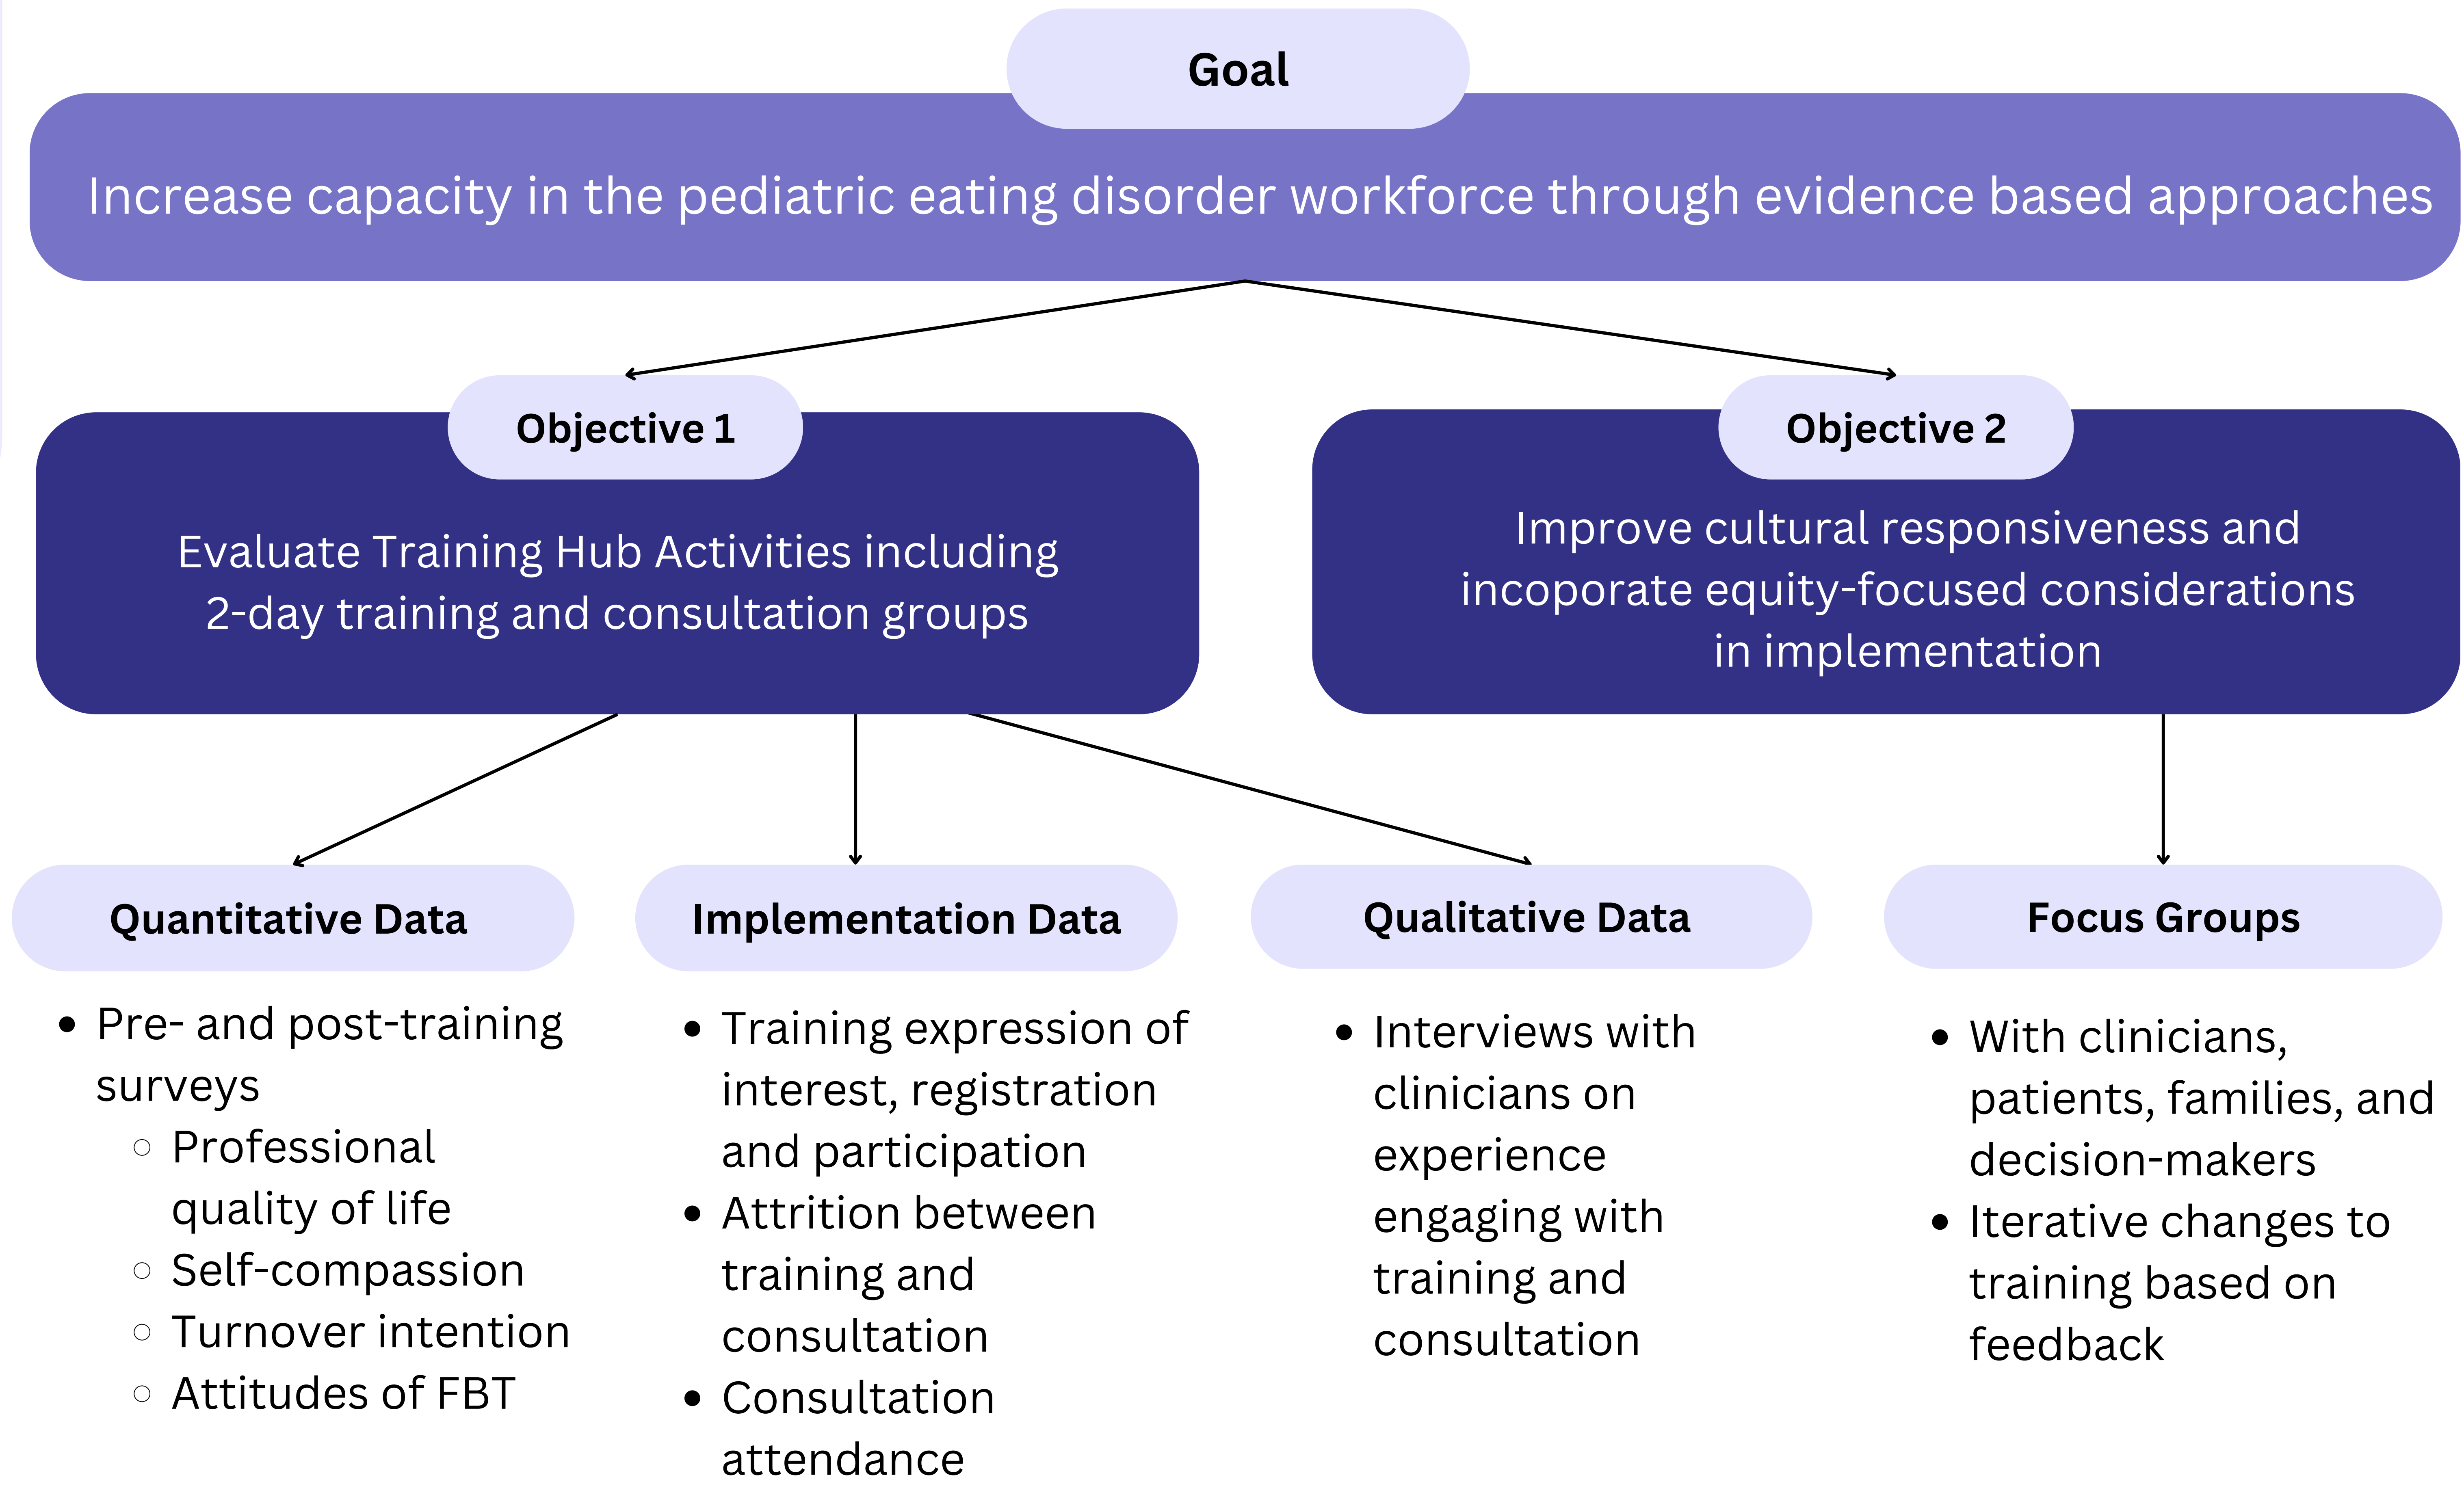 Goal
Increase capacity in the pediatric eating disorder workforce through evidence based approaches
Objective 1
Evaluate Training Hub Activities including
2-day training and consultation groups
Objective 2
Improve cultural responsiveness and
incoporate equity-focused considerations
in implementation
Quantitative Data
• Pre- and post-training
surveys
○ Professional
quality of life
○ Self-compassion
○ Turnover intention
○ Attitudes of FBT
Implementation Data
• Training expression of
interest, registration
and participation
• Attrition between
training and
consultation
• Consultation
attendance
Qualitative Data
• Interviews with
clinicians on
experience
engaging with
training and
consultation
Focus Groups
• With clinicians,
patients, families, and
decision-makers
• Iterative changes to
training based on
feedback